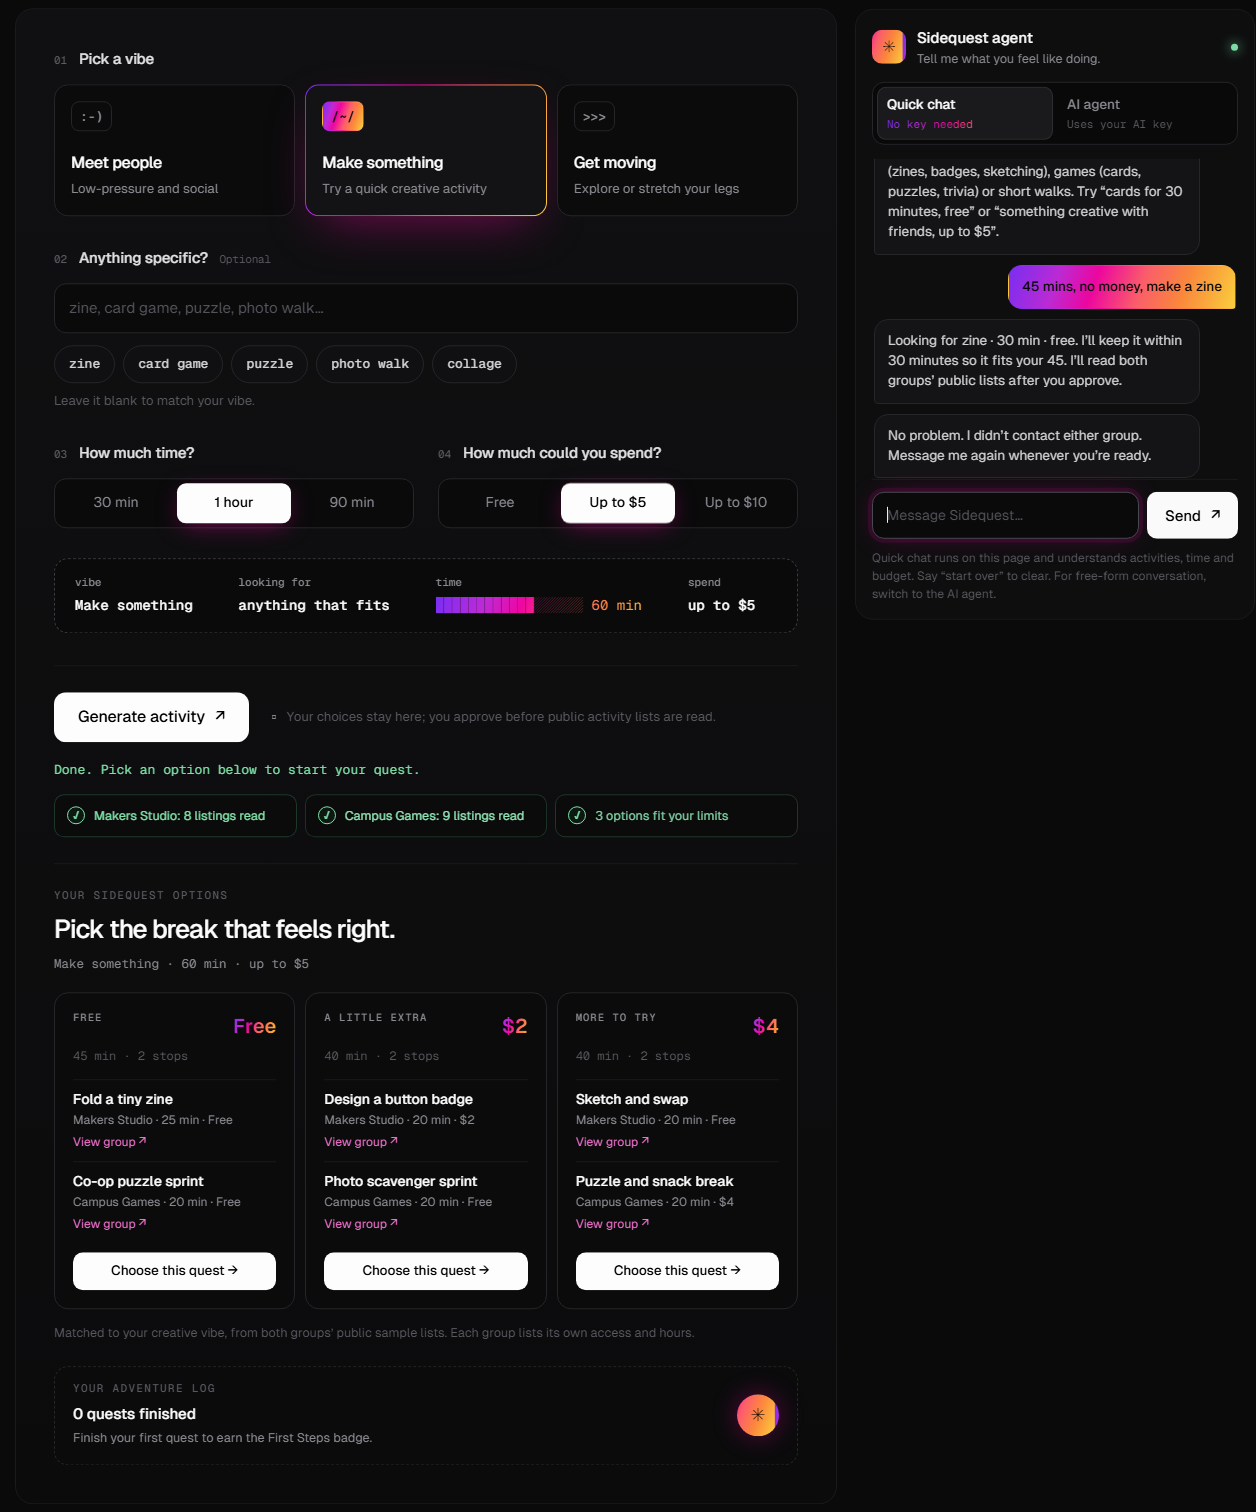 01 Pick a vibe
:-)
Meet people
Low-pressure and social
/~/
Make something
Try a quick creative activity
>>>
Get moving
Explore or stretch your legs
02 Anything specific? Optional
zine, card game, puzzle, photo walk…
zine
card game
puzzle
photo walk
collage
Leave it blank to match your vibe.
03 How much time?
30 min
1 hour
90 min
04 How much could you spend?
Free
Up to $5
Up to $10
vibe
Make something
looking for
anything that fits
time
60 min
spend
up to $5
Generate activity ↗
Your choices stay here; you approve before public activity lists are read.
Done. Pick an option below to start your quest.
✓ Makers Studio: 8 listings read
✓ Campus Games: 9 listings read
✓ 3 options fit your limits
YOUR SIDEQUEST OPTIONS
Pick the break that feels right.
Make something · 60 min · up to $5
FREE
Free
45 min · 2 stops
Fold a tiny zine
Makers Studio · 25 min · Free
View group ↗
Co-op puzzle sprint
Campus Games · 20 min · Free
View group ↗
Choose this quest →
A LITTLE EXTRA
$2
40 min · 2 stops
Design a button badge
Makers Studio · 20 min · $2
View group ↗
Photo scavenger sprint
Campus Games · 20 min · Free
View group ↗
Choose this quest →
MORE TO TRY
$4
40 min · 2 stops
Sketch and swap
Makers Studio · 20 min · Free
View group ↗
Puzzle and snack break
Campus Games · 20 min · $4
View group ↗
Choose this quest →
Matched to your creative vibe, from both groups' public sample lists. Each group lists its own access and hours.
YOUR ADVENTURE LOG
0 quests finished
Finish your first quest to earn the First Steps badge.
Sidequest agent
Tell me what you feel like doing.
Quick chat
No key needed
AI agent
Uses your AI key
(zines, badges, sketching), games (cards,
puzzles, trivia) or short walks. Try “cards for 30
minutes, free” or “something creative with
friends, up to $5”.
45 mins, no money, make a zine
Looking for zine · 30 min · free. I’ll keep it within
30 minutes so it fits your 45. I’ll read both
groups’ public lists after you approve.
No problem. I didn’t contact either group.
Message me again whenever you’re ready.
Message Sidequest…
Send ↗
Quick chat runs on this page and understands activities, time and
budget. Say “start over” to clear. For free-form conversation,
switch to the AI agent.